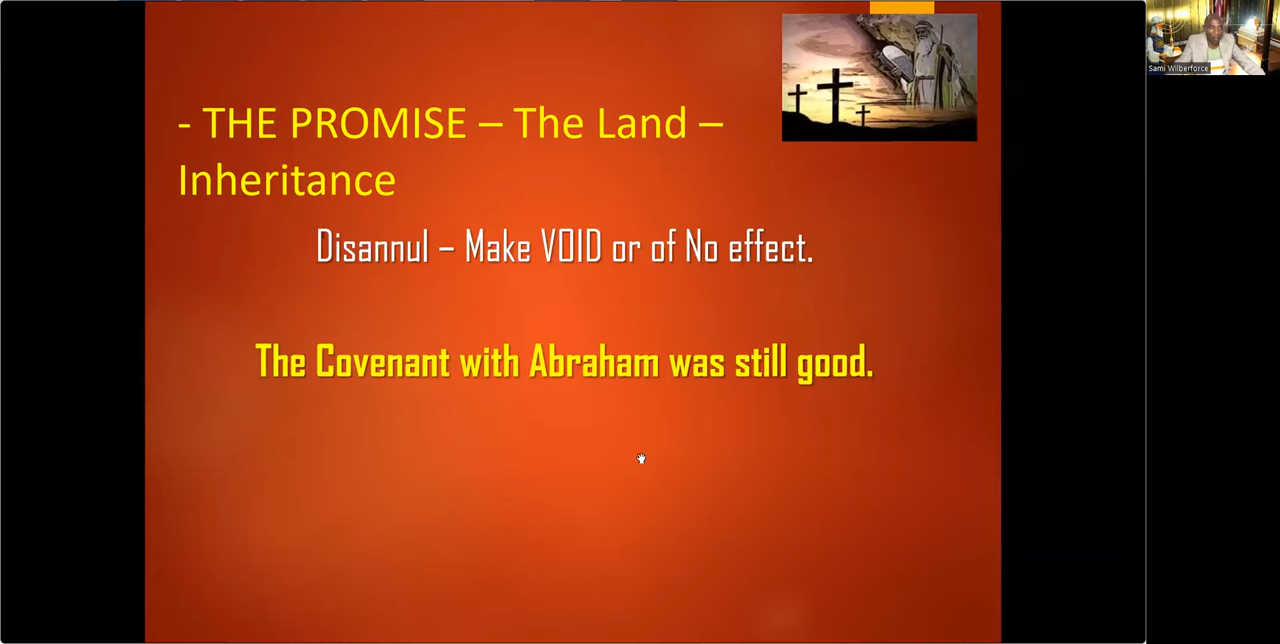 - THE PROMISE – The Land –
Inheritance
Disannul – Make VOID or of No effect.
The Covenant with Abraham was still good.
Sami Wilberforce